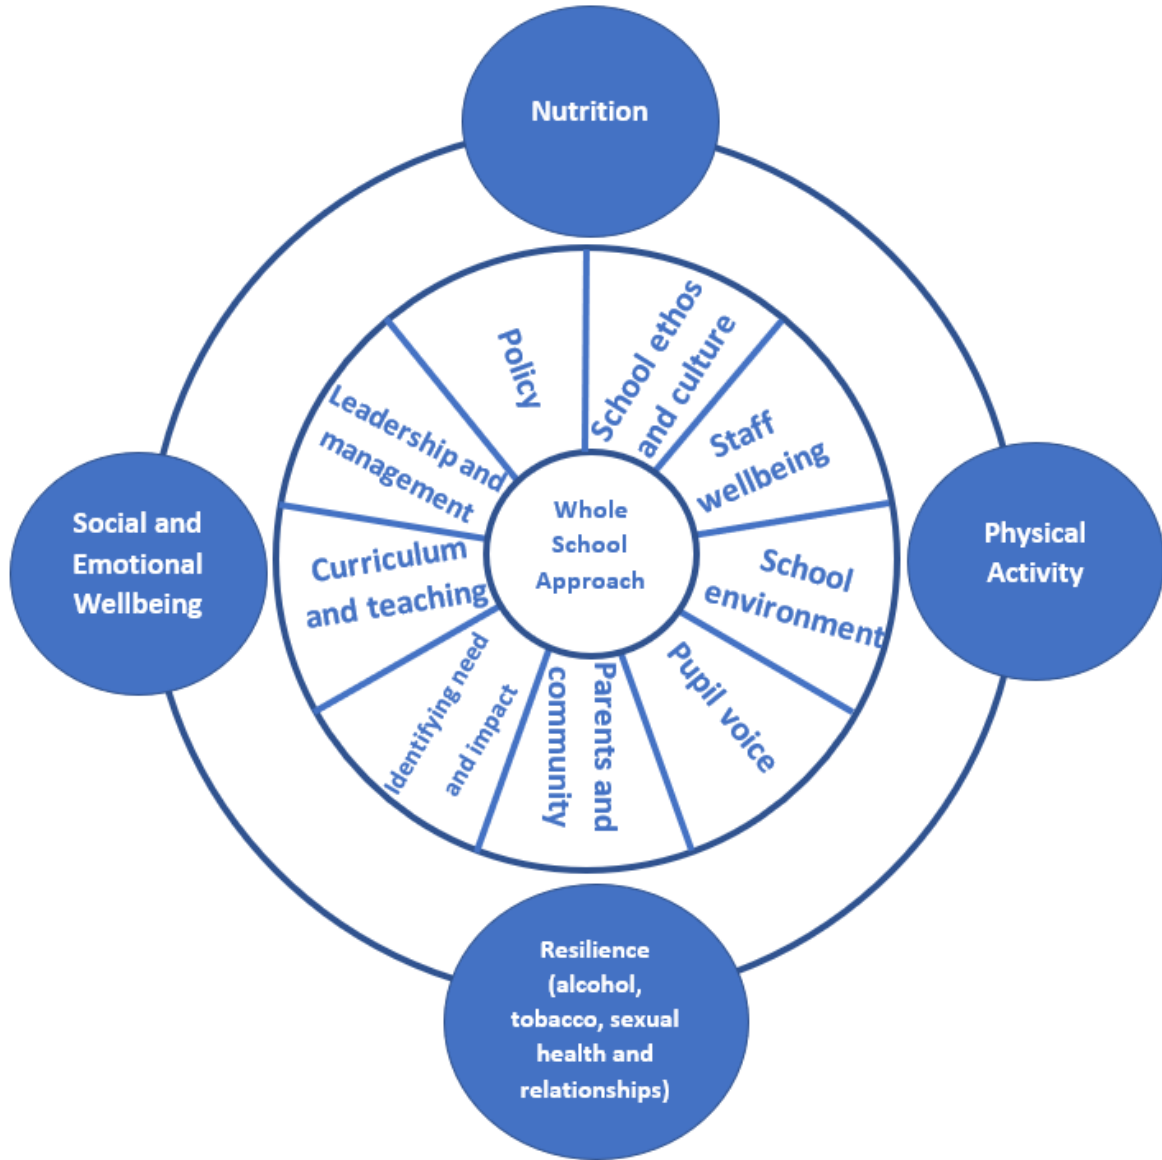 Nutrition
School ethos
and culture
Staff
wellbeing
School
environment
Pupil voice
Parents and
community
Identifying need
and impact
Curriculum
and teaching
Leadership and
management
Policy
Whole
School
Approach
Physical
Activity
Resilience
(alcohol,
tobacco, sexual
health and
relationships)
Social and
Emotional
Wellbeing